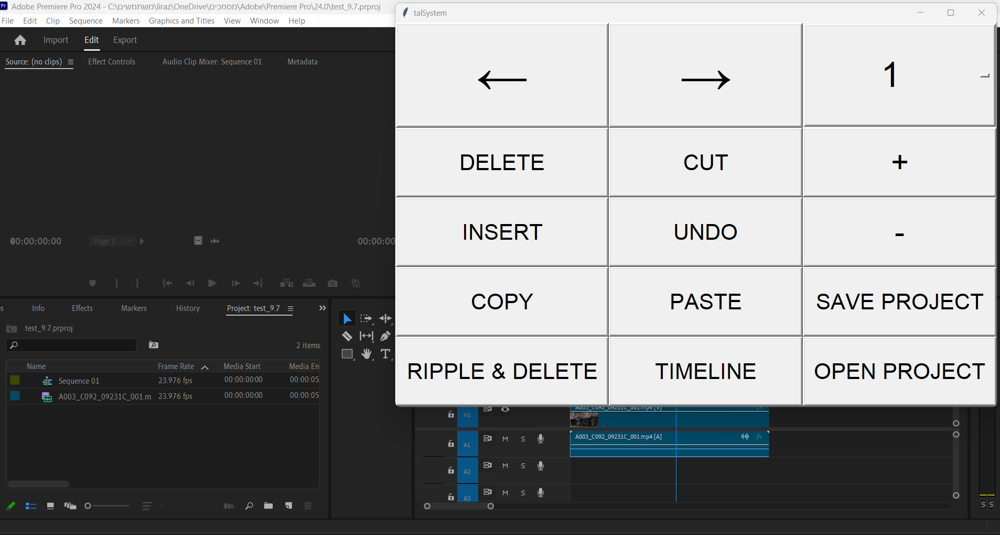 Adobe Premiere Pro 2024 - C:\משתמשים\liraz\OneDrive\מסמכים\Adobe\Premiere Pro\24.0\test_9.7.prproj
File Edit Clip Sequence Markers Graphics and Titles View Window Help
Import Edit Export
Source: (no clips) Effect Controls Audio Clip Mixer: Sequence 01 Metadata
00:00:00:00 Page 1 00:00:00
Info Effects Markers History Project: test_9.7
test_9.7.prproj
2 items
Name Frame Rate Media Start Media En
Sequence 01 23.976 fps 00:00:00:00 00:00:05
A003_C092_09231C_001.m 23.976 fps 00:00:00:00 00:00:05
talSystem
← → 1
DELETE CUT +
INSERT UNDO -
COPY PASTE SAVE PROJECT
RIPPLE & DELETE TIMELINE OPEN PROJECT
V1 A003_C092_09231C_001.mp4 [V] fx
A1 M S A003_C092_09231C_001.mp4 [A] fx
A2 M S
A3 M S
S S